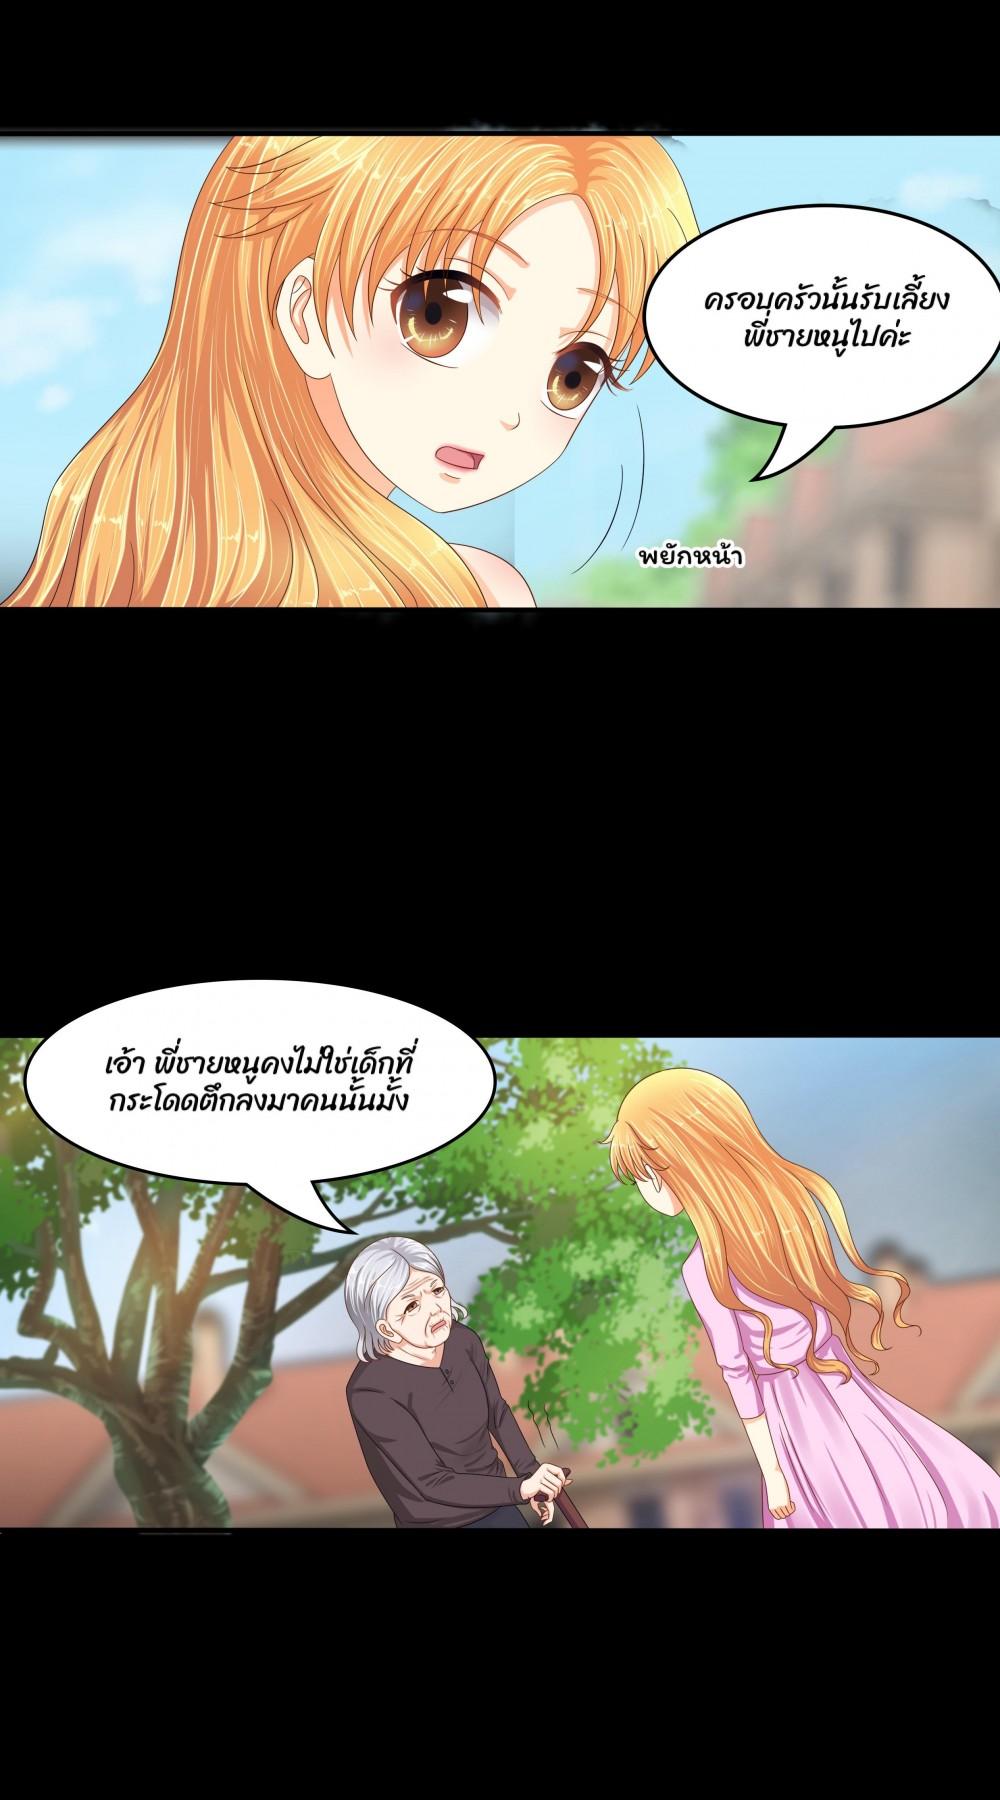 ครอบครัวนั้นรับเลี้ยง
พี่ชายหนูไปค่ะ
พยักหน้า
เอ้า พี่ชายหนูคงไม่ใช่เด็กที่
กระโดดตึกลงมาคนนั้นมั้ง